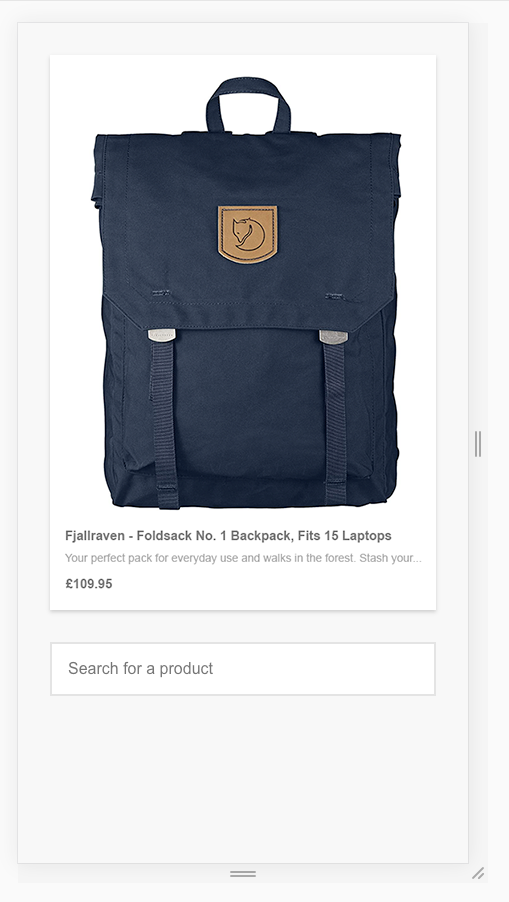 Fjallraven - Foldsack No. 1 Backpack, Fits 15 Laptops
Your perfect pack for everyday use and walks in the forest. Stash your...
£109.95
Search for a product